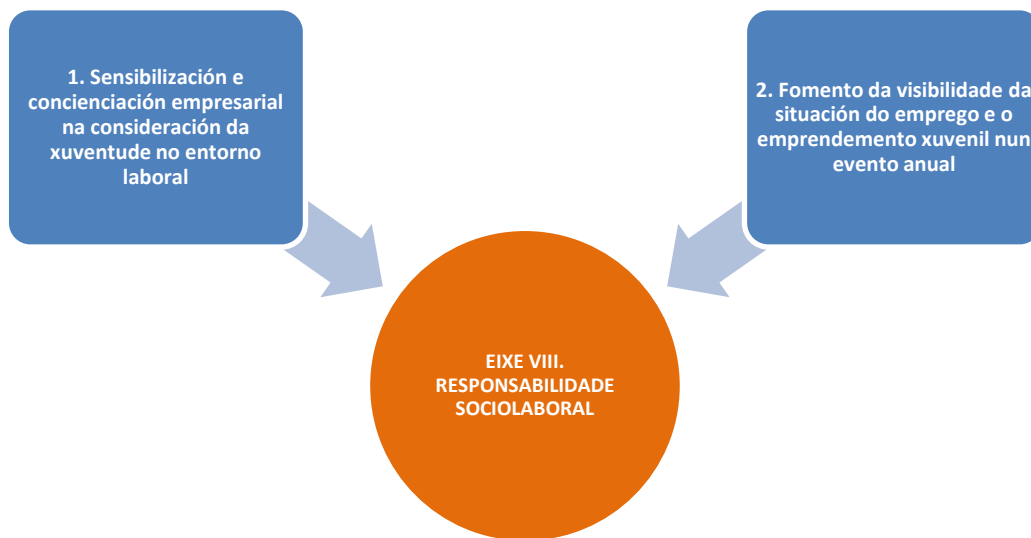 1. Sensibilización e
concienciación empresarial
na consideración da
xuventude no entorno
laboral
2. Fomento da visibilidade da
situación do emprego e o
emprendemento xuvenil nun
evento anual
EIXE VIII.
RESPONSABILIDADE
SOCIOLABORAL